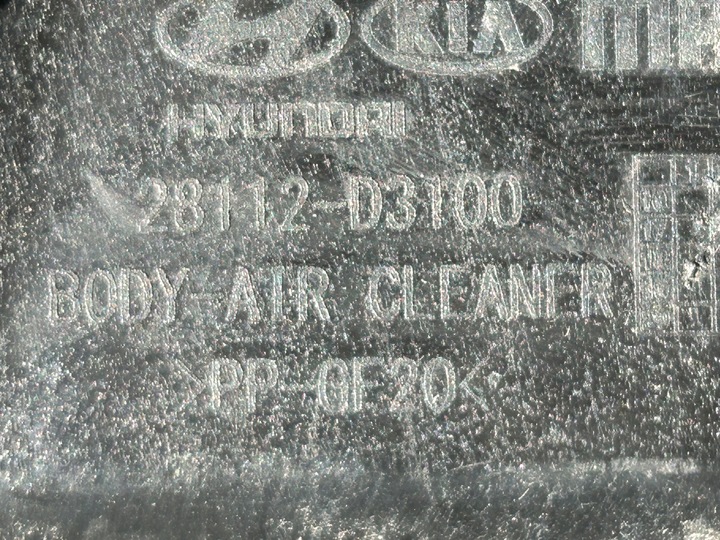 KIA
HYUNDAI
28112-D3100
BODY-AIR CLEANER
>PP-GF20<